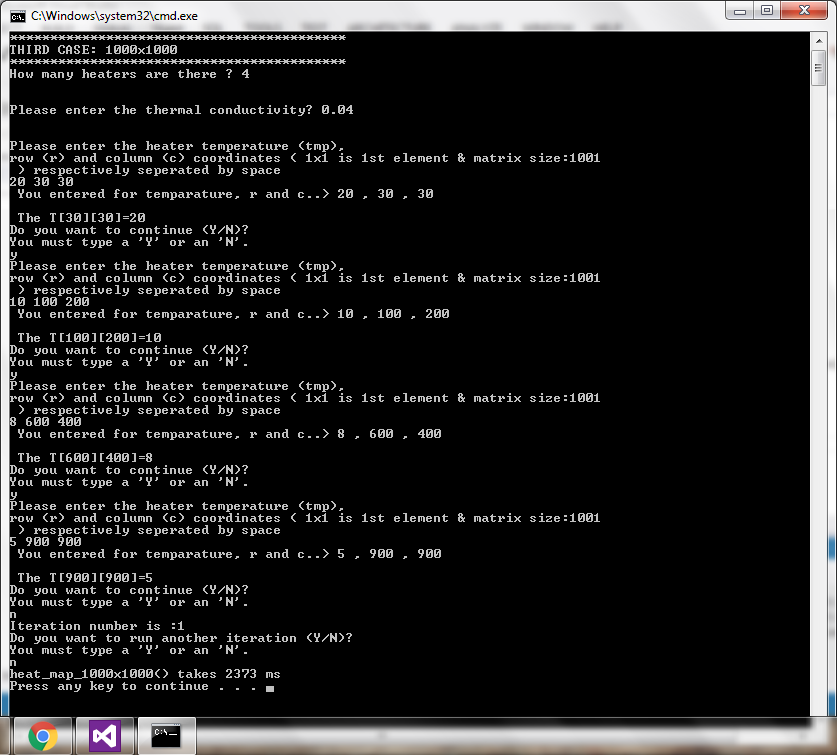 C:\Windows\system32\cmd.exe
******************************************
THIRD CASE: 1000x1000
******************************************
How many heaters are there ? 4
Please enter the thermal conductivity? 0.04
Please enter the heater temperature (tmp),
row (r) and column (c) coordinates ( 1x1 is 1st element & matrix size:1001
 ) respectively seperated by space
20 30 30
 You entered for temparature, r and c..> 20 , 30 , 30
 The T[30][30]=20
Do you want to continue (Y/N)?
You must type a 'Y' or an 'N'.
y
Please enter the heater temperature (tmp),
row (r) and column (c) coordinates ( 1x1 is 1st element & matrix size:1001
 ) respectively seperated by space
10 100 200
 You entered for temparature, r and c..> 10 , 100 , 200
 The T[100][200]=10
Do you want to continue (Y/N)?
You must type a 'Y' or an 'N'.
y
Please enter the heater temperature (tmp),
row (r) and column (c) coordinates ( 1x1 is 1st element & matrix size:1001
 ) respectively seperated by space
8 600 400
 You entered for temparature, r and c..> 8 , 600 , 400
 The T[600][400]=8
Do you want to continue (Y/N)?
You must type a 'Y' or an 'N'.
y
Please enter the heater temperature (tmp),
row (r) and column (c) coordinates ( 1x1 is 1st element & matrix size:1001
 ) respectively seperated by space
5 900 900
 You entered for temparature, r and c..> 5 , 900 , 900
 The T[900][900]=5
Do you want to continue (Y/N)?
You must type a 'Y' or an 'N'.
n
Iteration number is :1
Do you want to run another iteration (Y/N)?
You must type a 'Y' or an 'N'.
n
heat_map_1000x1000() takes 2373 ms
Press any key to continue . . .